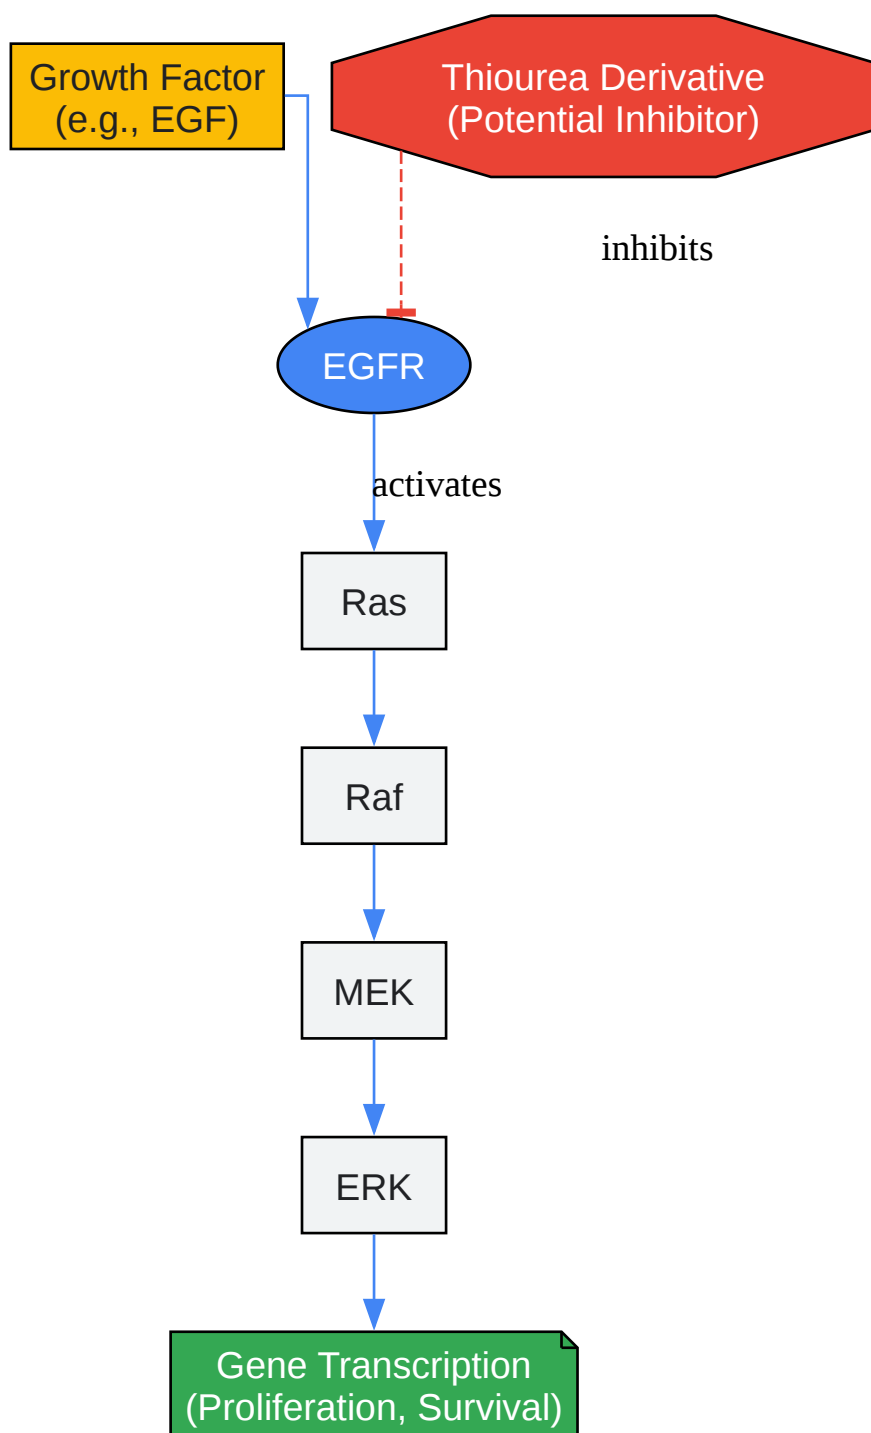 Growth Factor
(e.g., EGF)
Thiourea Derivative
(Potential Inhibitor)
inhibits
EGFR
activates
Ras
Raf
MEK
ERK
Gene Transcription
(Proliferation, Survival)